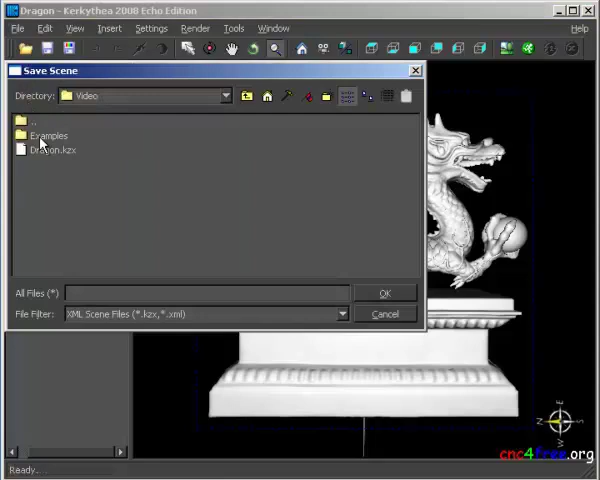 Dragon - Kerkythea 2008 Echo Edition
File Edit View Insert Settings Render Tools Window Help
Save Scene
Directory: Video
..
Examples
Dragon.kzx
All Files (*) OK
File Filter: XML Scene Files (*.kzx,*.xml) Cancel
N E S W
cnc4free.org
Ready...